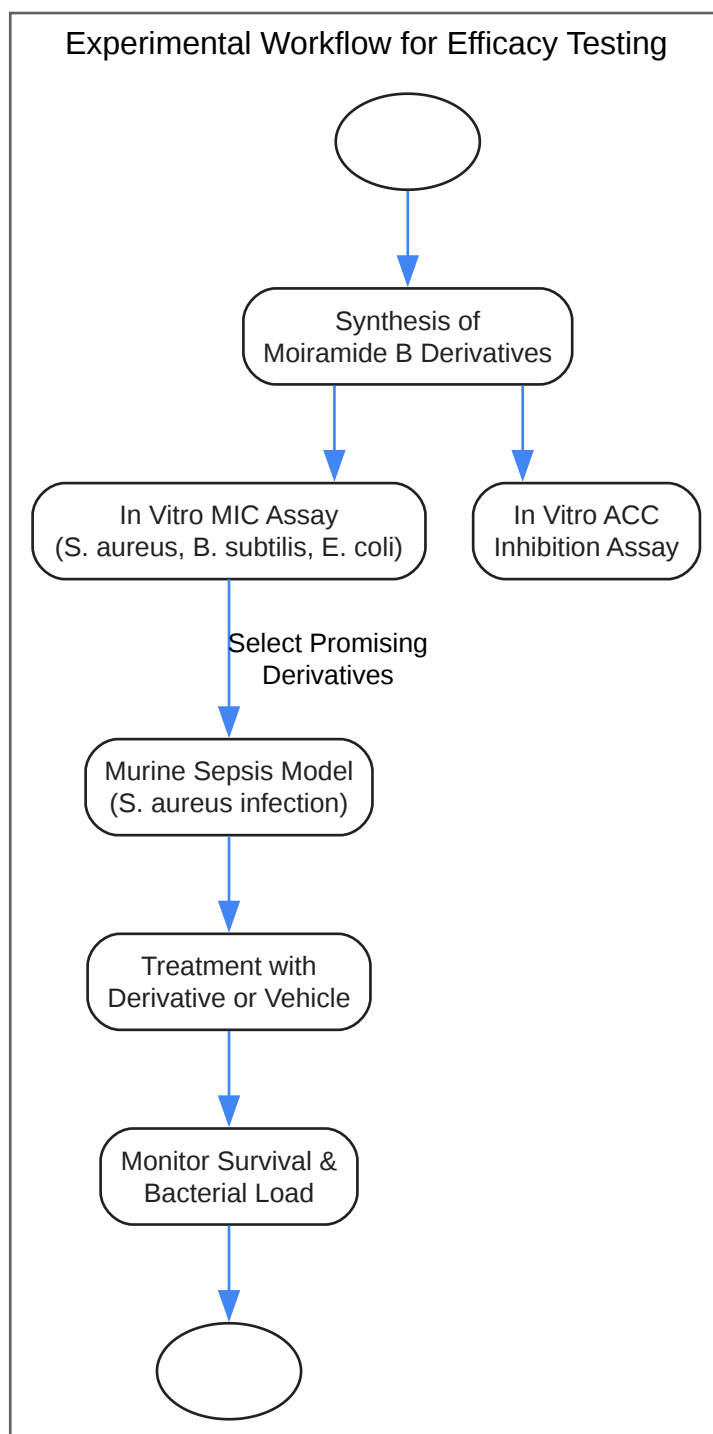 Experimental Workflow for Efficacy Testing
Synthesis of
Moiramide B Derivatives
In Vitro MIC Assay
(S. aureus, B. subtilis, E. coli)
In Vitro ACC
Inhibition Assay
Select Promising
Derivatives
Murine Sepsis Model
(S. aureus infection)
Treatment with
Derivative or Vehicle
Monitor Survival &
Bacterial Load